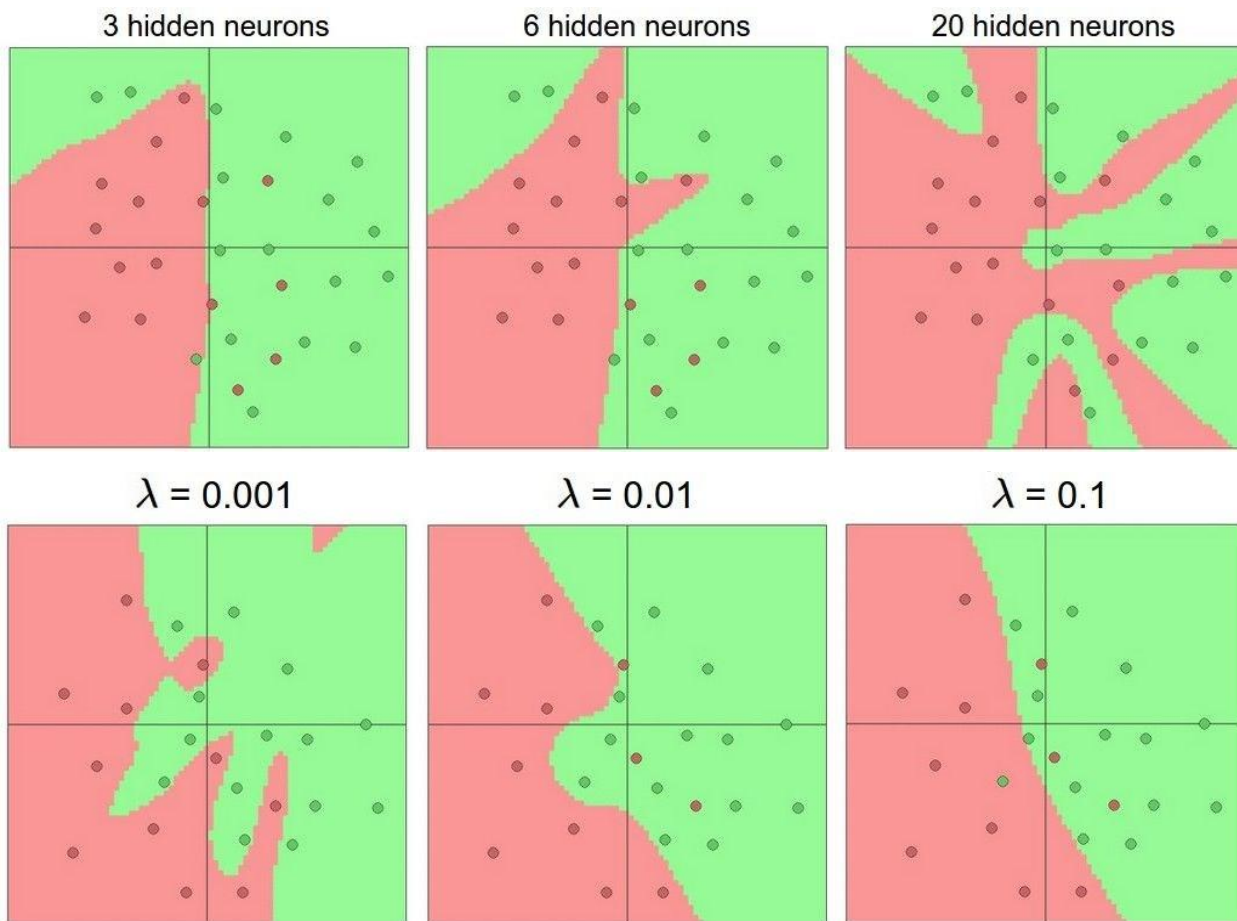 3 hidden neurons
6 hidden neurons
20 hidden neurons
λ = 0.001
λ = 0.01
λ = 0.1